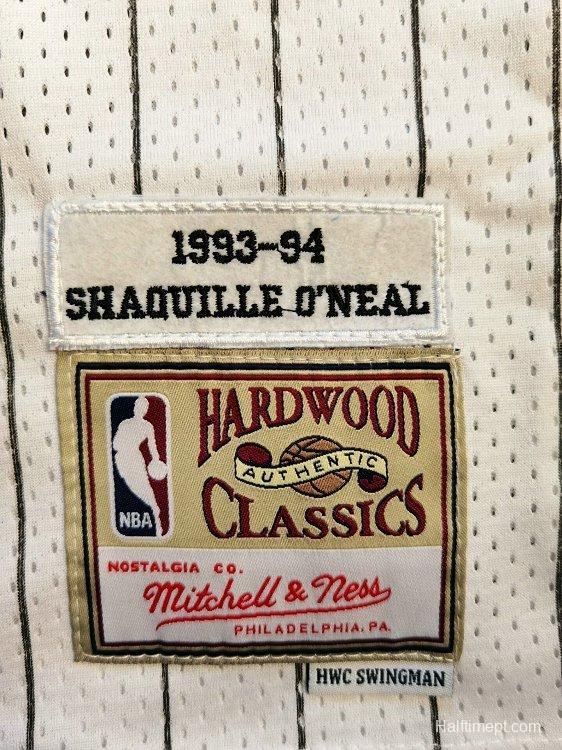 1993-94
SHAQUILLE O'NEAL
HARDWOOD
AUTHENTIC
CLASSICS
NBA
NOSTALGIA CO.
Mitchell & Ness
PHILADELPHIA, PA.
HWC SWINGMAN
Halftimept.com